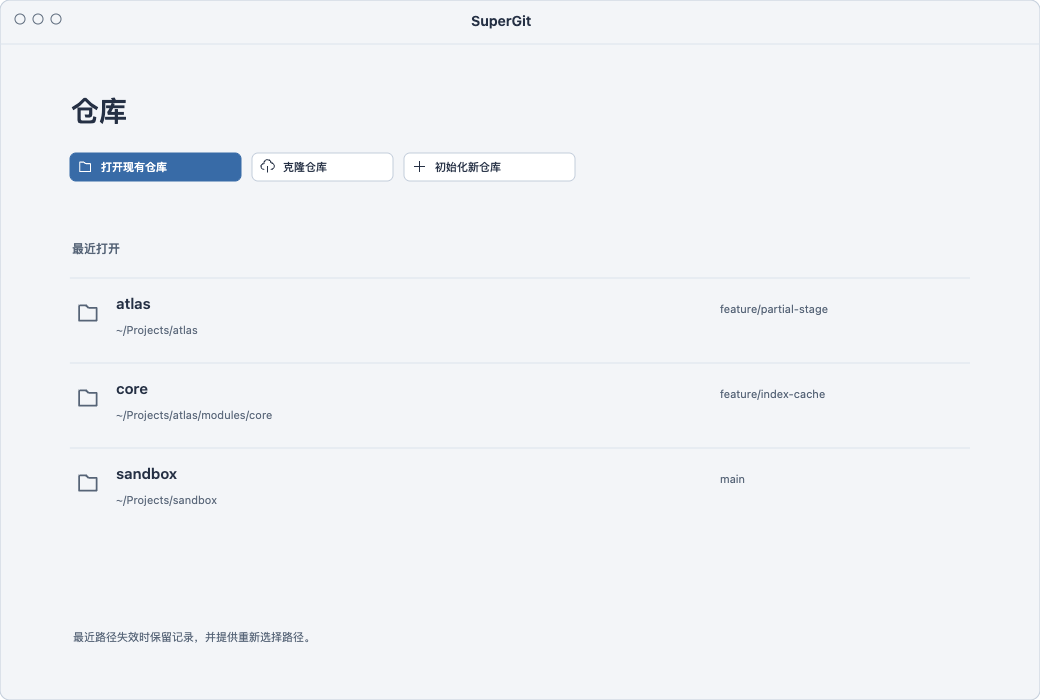 SuperGit
仓库
打开现有仓库
克隆仓库
初始化新仓库
最近打开
atlas
feature/partial-stage
~/Projects/atlas
core
feature/index-cache
~/Projects/atlas/modules/core
sandbox
main
~/Projects/sandbox
最近路径失效时保留记录，并提供重新选择路径。